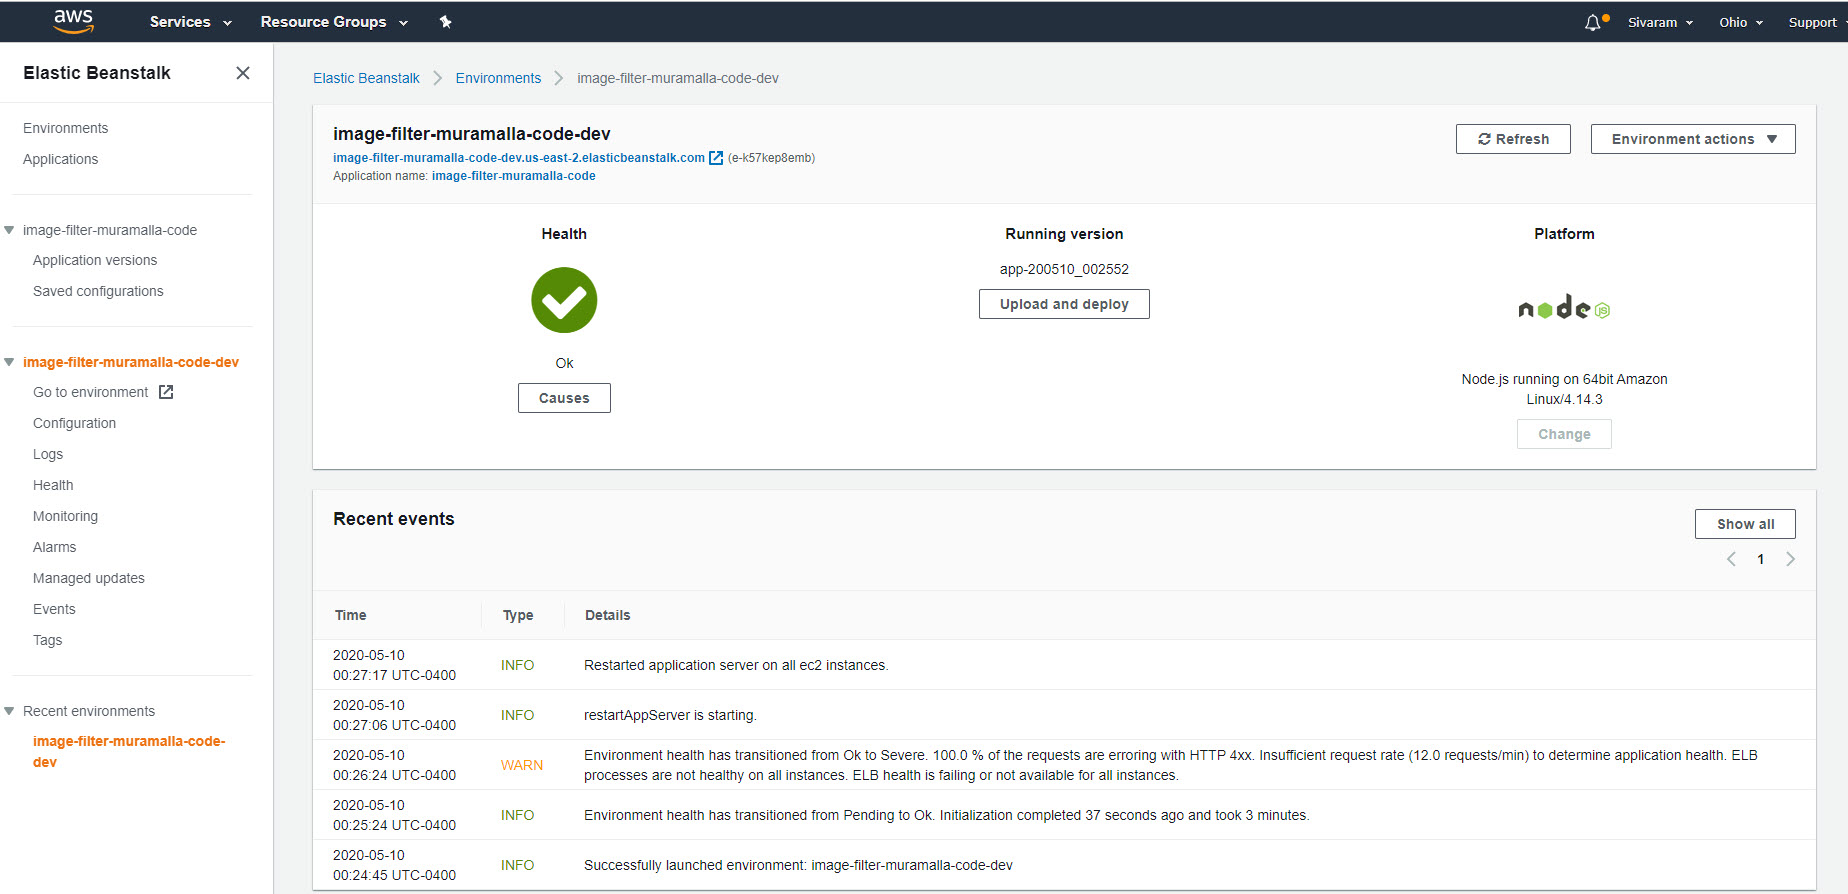 aws
Services
Resource Groups
Sivaram
Ohio
Support
Elastic Beanstalk
Environments
Applications
image-filter-muramalla-code
Application versions
Saved configurations
image-filter-muramalla-code-dev
Go to environment
Configuration
Logs
Health
Monitoring
Alarms
Managed updates
Events
Tags
Recent environments
image-filter-muramalla-code-
dev
Elastic Beanstalk
Environments
image-filter-muramalla-code-dev
image-filter-muramalla-code-dev
image-filter-muramalla-code-dev.us-east-2.elasticbeanstalk.com (e-k57kep8emb)
Application name: image-filter-muramalla-code
Refresh
Environment actions
Health
Ok
Causes
Running version
app-200510_002552
Upload and deploy
Platform
node JS
Node.js running on 64bit Amazon
Linux/4.14.3
Change
Recent events
Show all
1
Time
Type
Details
2020-05-10
00:27:17 UTC-0400
INFO
Restarted application server on all ec2 instances.
2020-05-10
00:27:06 UTC-0400
INFO
restartAppServer is starting.
2020-05-10
00:26:24 UTC-0400
WARN
Environment health has transitioned from Ok to Severe. 100.0 % of the requests are erroring with HTTP 4xx. Insufficient request rate (12.0 requests/min) to determine application health. ELB
processes are not healthy on all instances. ELB health is failing or not available for all instances.
2020-05-10
00:25:24 UTC-0400
INFO
Environment health has transitioned from Pending to Ok. Initialization completed 37 seconds ago and took 3 minutes.
2020-05-10
00:24:45 UTC-0400
INFO
Successfully launched environment: image-filter-muramalla-code-dev